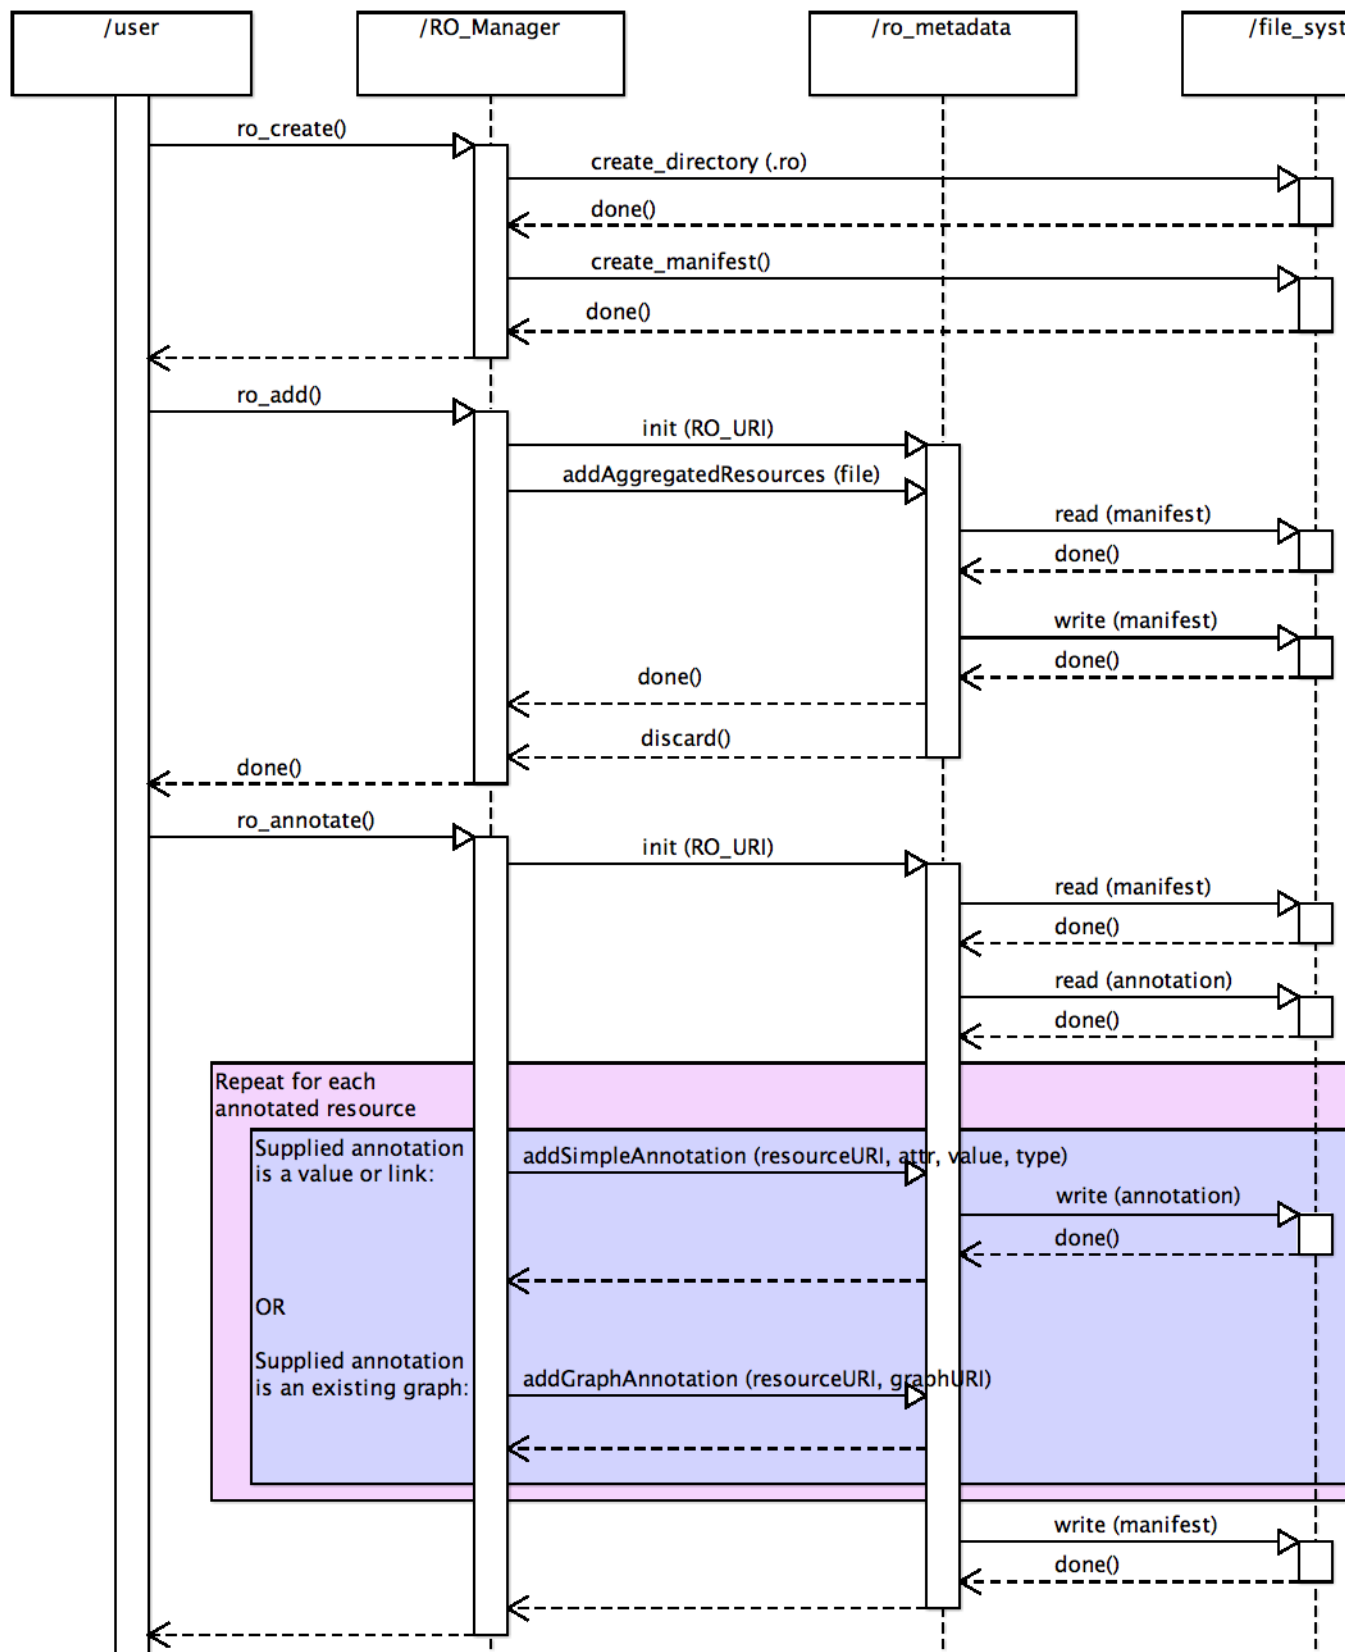 /user
/RO_Manager
/ro_metadata
/file_syst
ro_create()
create_directory (.ro)
done()
create_manifest()
done()
ro_add()
init (RO_URI)
addAggregatedResources (file)
read (manifest)
done()
write (manifest)
done()
done()
discard()
done()
ro_annotate()
init (RO_URI)
read (manifest)
done()
read (annotation)
done()
Repeat for each
annotated resource
Supplied annotation
is a value or link:
addSimpleAnnotation (resourceURI, attr, value, type)
write (annotation)
done()
OR
Supplied annotation
is an existing graph:
addGraphAnnotation (resourceURI, graphURI)
write (manifest)
done()